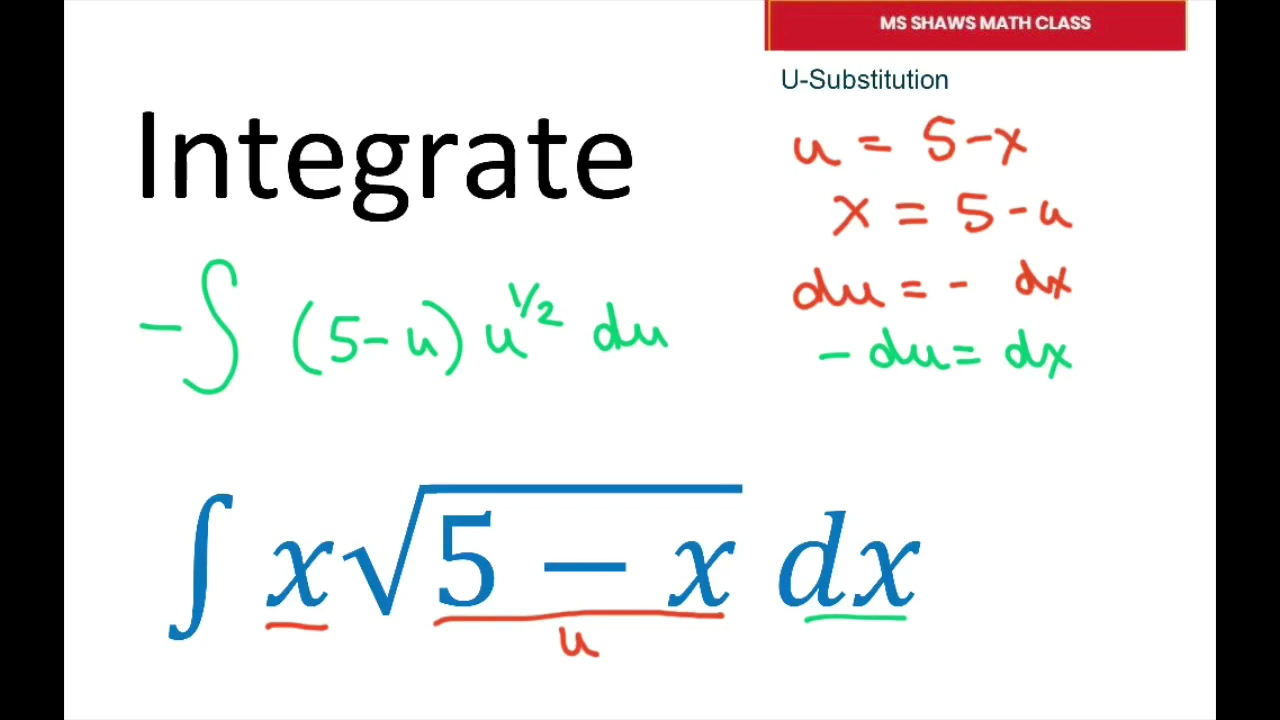 MS SHAWS MATH CLASS
U-Substitution
Integrate
u = 5-x
x = 5-u
du = - dx
-du = dx
-∫ (5-u) u^{1/2} du
∫ x√(5 − x) dx
u